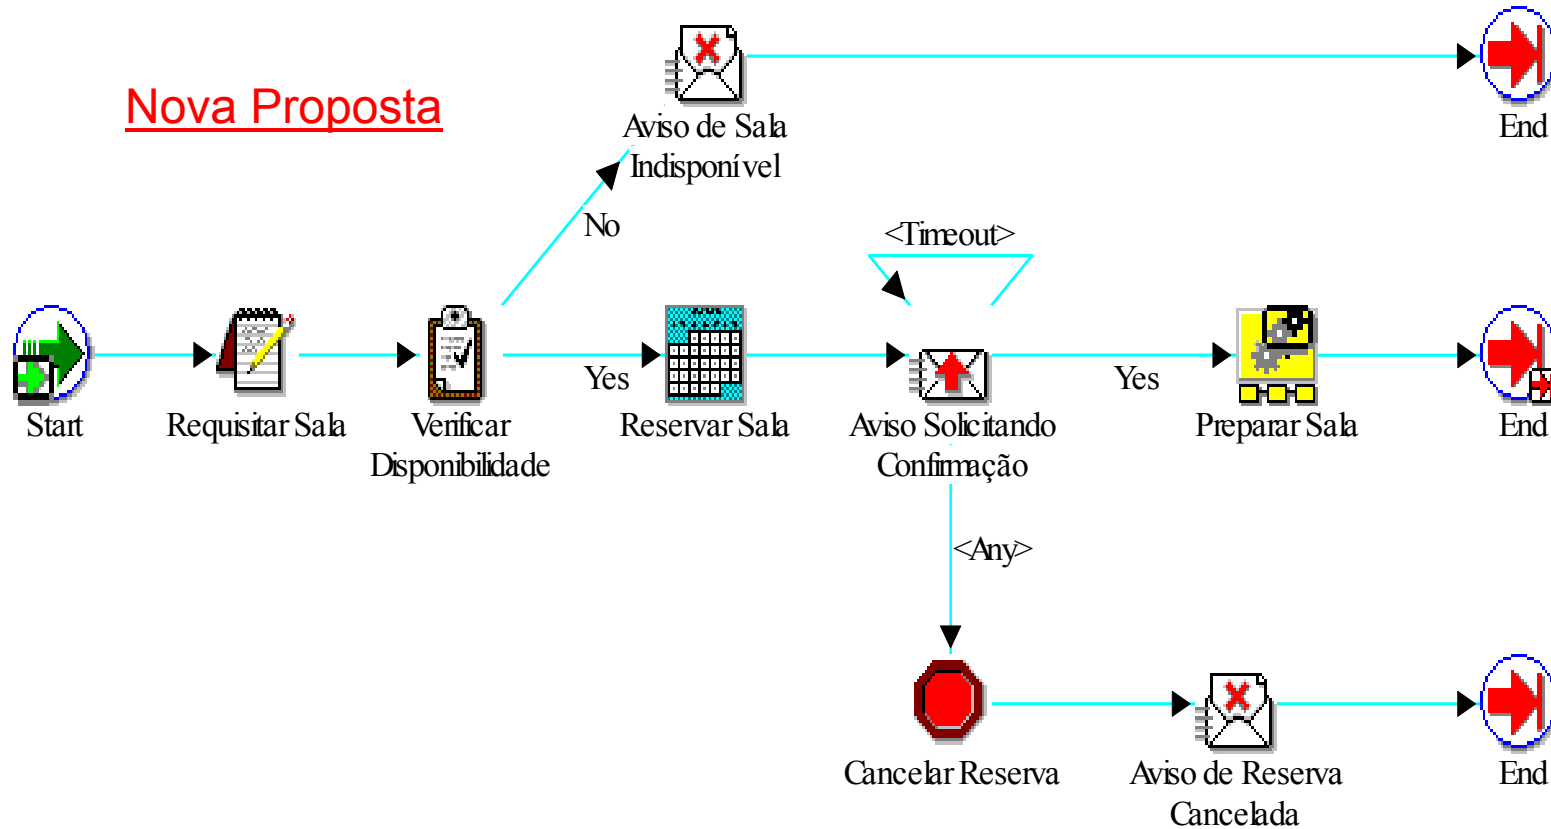 Nova Proposta
Aviso de Sala
Indisponível
End
No
<Timeout>
Yes
Yes
Start
Requisitar Sala
Verificar
Disponibilidade
Reservar Sala
Aviso Solicitando
Confirmação
Preparar Sala
End
<Any>
Cancelar Reserva
Aviso de Reserva
Cancelada
End